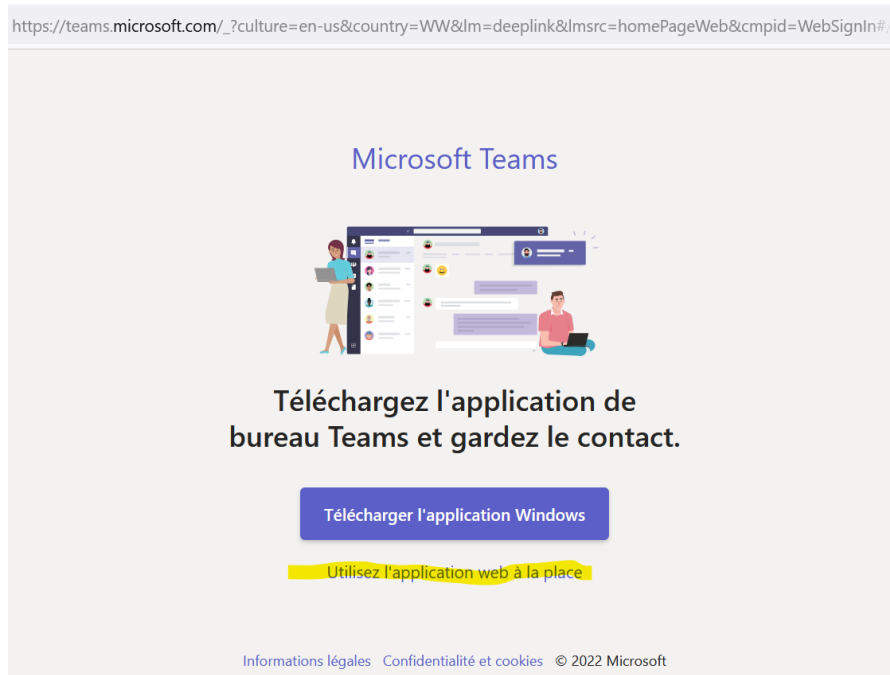 https://teams.microsoft.com/_?culture=en-us&country=WW&lm=deeplink&lmsrc=homePageWeb&cmpid=WebSignIn#/
Microsoft Teams
Téléchargez l'application de
bureau Teams et gardez le contact.
Télécharger l'application Windows
Utilisez l'application web à la place
Informations légales Confidentialité et cookies © 2022 Microsoft